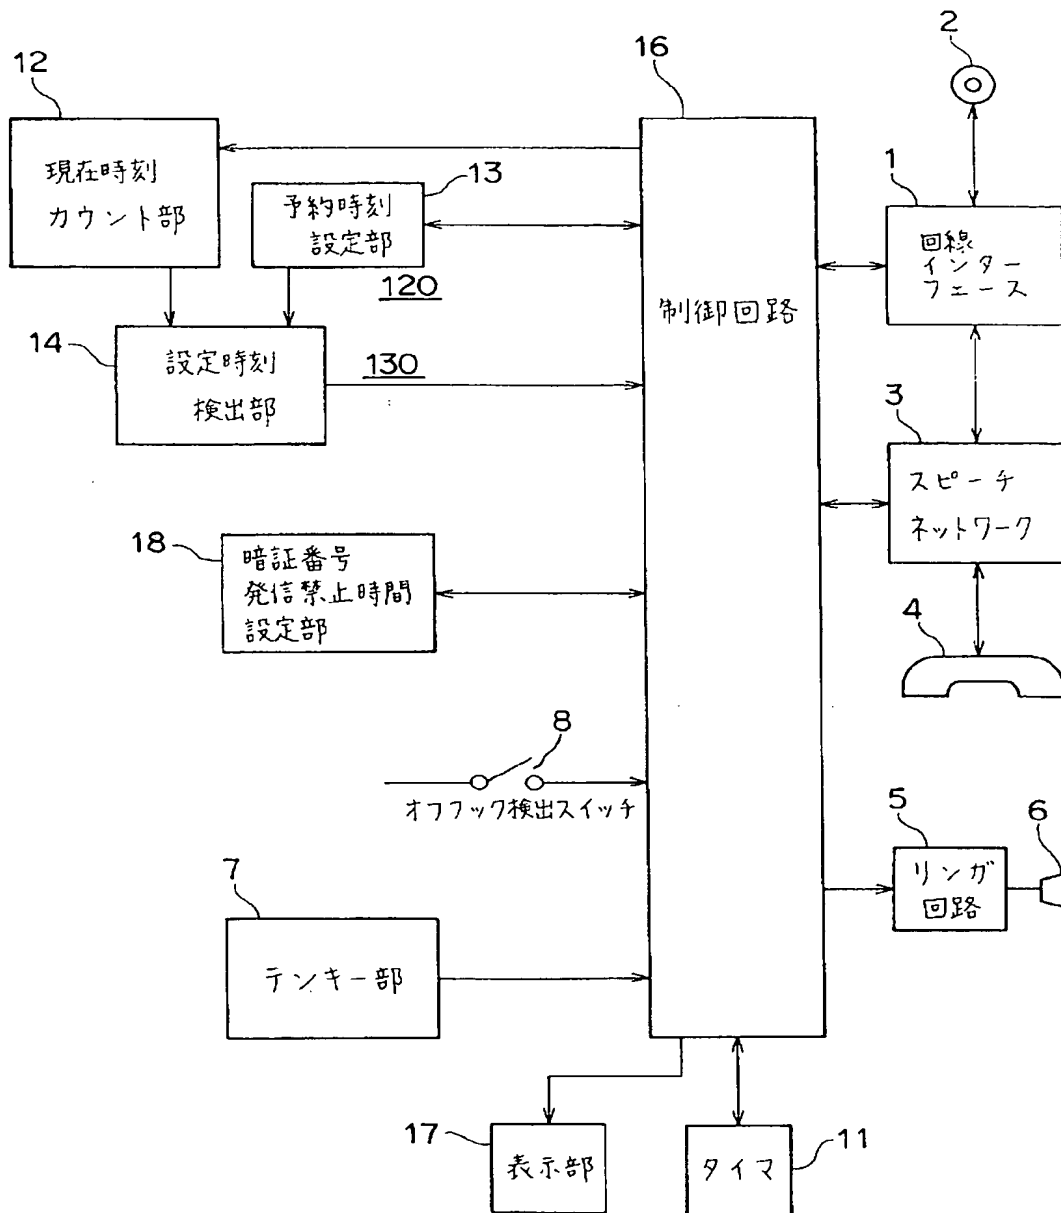 12
現在時刻
カウント部
13
予約時刻
設定部
120
14
設定時刻
検出部
130
18
暗証番号
発信禁止時間
設定部
8
オフフック検出スイッチ
7
テンキー部
16
制御回路
2
1
回線
インター
フェース
3
スピーチ
ネットワーク
4
5
リンガ
回路
6
17
表示部
タイマ
11